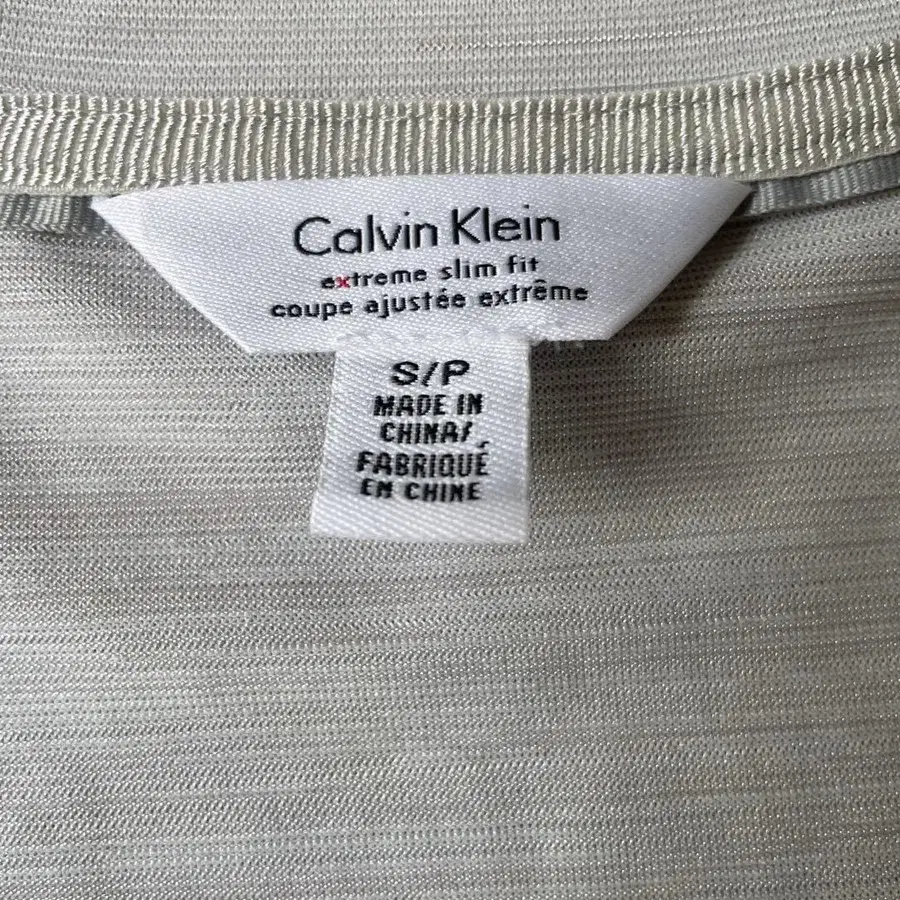 Calvin Klein
extreme slim fit
coupe ajustée extrême
S/P
MADE IN
CHINA/
FABRIQUÉ
EN CHINE